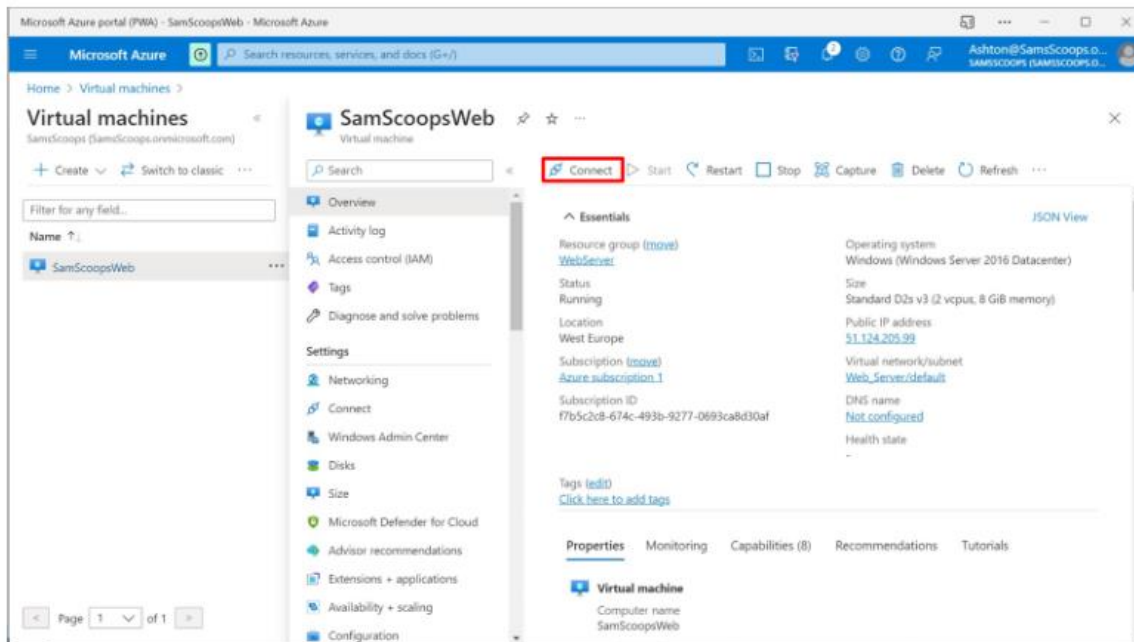 Microsoft Azure portal (PWA) - SamScoopsWeb - Microsoft Azure
Microsoft Azure
Search resources, services, and docs (G+/)
2
Ashton@SamsScoops.o...
SAMSSCOOPS (SAMSSCOOPS.O...
Home > Virtual machines >
Virtual machines
SamsScoops (SamsScoops.onmicrosoft.com)
+ Create
Switch to classic
...
Filter for any field...
Name ↑↓
SamScoopsWeb
...
Page 1 of 1
SamScoopsWeb
...
Virtual machine
Search
Overview
Activity log
Access control (IAM)
Tags
Diagnose and solve problems
Settings
Networking
Connect
Windows Admin Center
Disks
Size
Microsoft Defender for Cloud
Advisor recommendations
Extensions + applications
Availability + scaling
Configuration
Connect Start Restart Stop Capture Delete Refresh ...
Essentials
JSON View
Resource group (move)
WebServer
Status
Running
Location
West Europe
Subscription (move)
Azure subscription 1
Subscription ID
f7b5c2c8-674c-493b-9277-0693ca8d30af
Operating system
Windows (Windows Server 2016 Datacenter)
Size
Standard D2s v3 (2 vcpus, 8 GiB memory)
Public IP address
51.124.205.99
Virtual network/subnet
Web_Server/default
DNS name
Not configured
Health state
-
Tags (edit)
Click here to add tags
Properties Monitoring Capabilities (8) Recommendations Tutorials
Virtual machine
Computer name
SamScoopsWeb